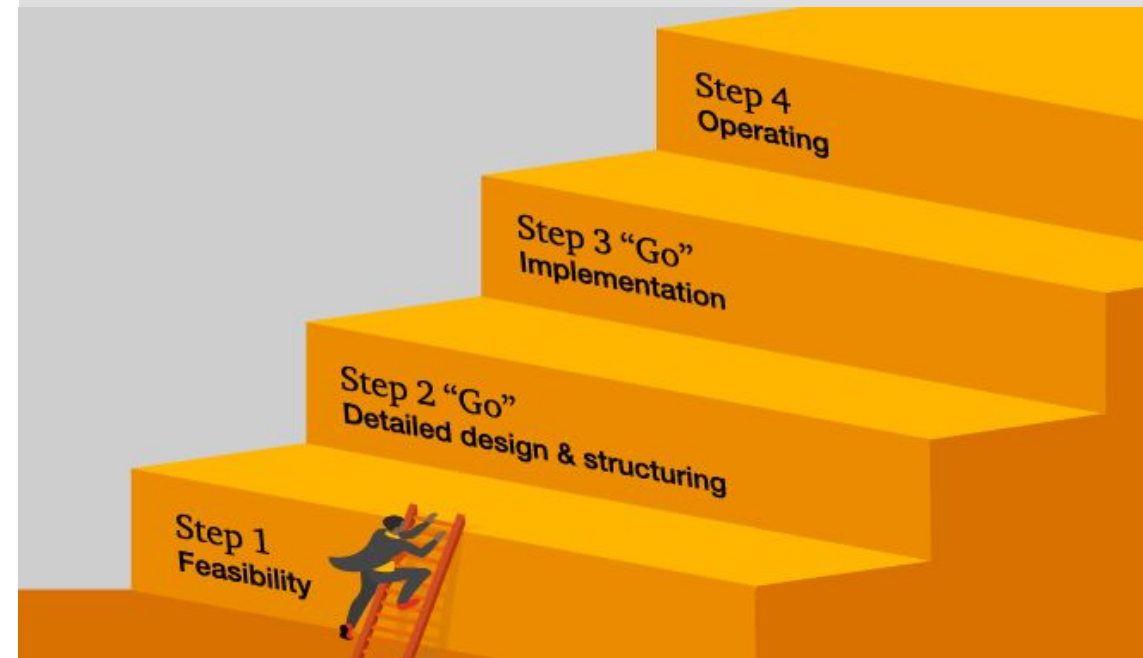 Step 4
Operating
Step 3 “Go”
Implementation
Step 2 “Go”
Detailed design & structuring
Step 1
Feasibility